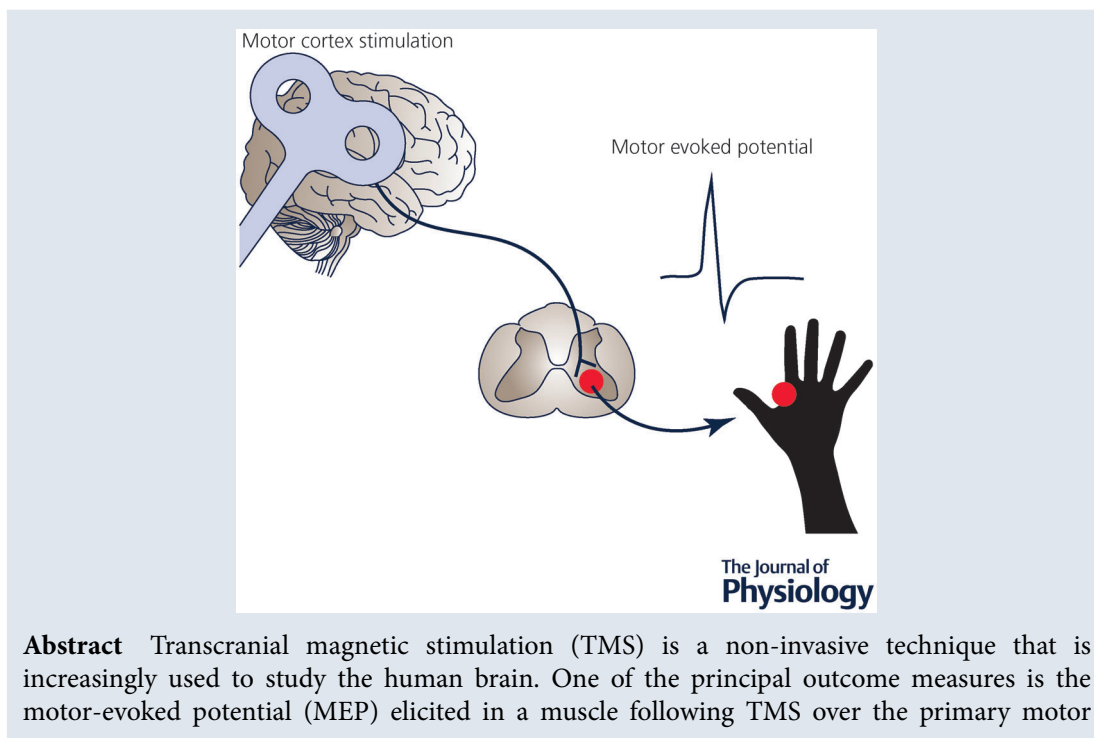 Motor cortex stimulation
Motor evoked potential
The Journal of
Physiology
Abstract Transcranial magnetic stimulation (TMS) is a non-invasive technique that is
increasingly used to study the human brain. One of the principal outcome measures is the
motor-evoked potential (MEP) elicited in a muscle following TMS over the primary motor